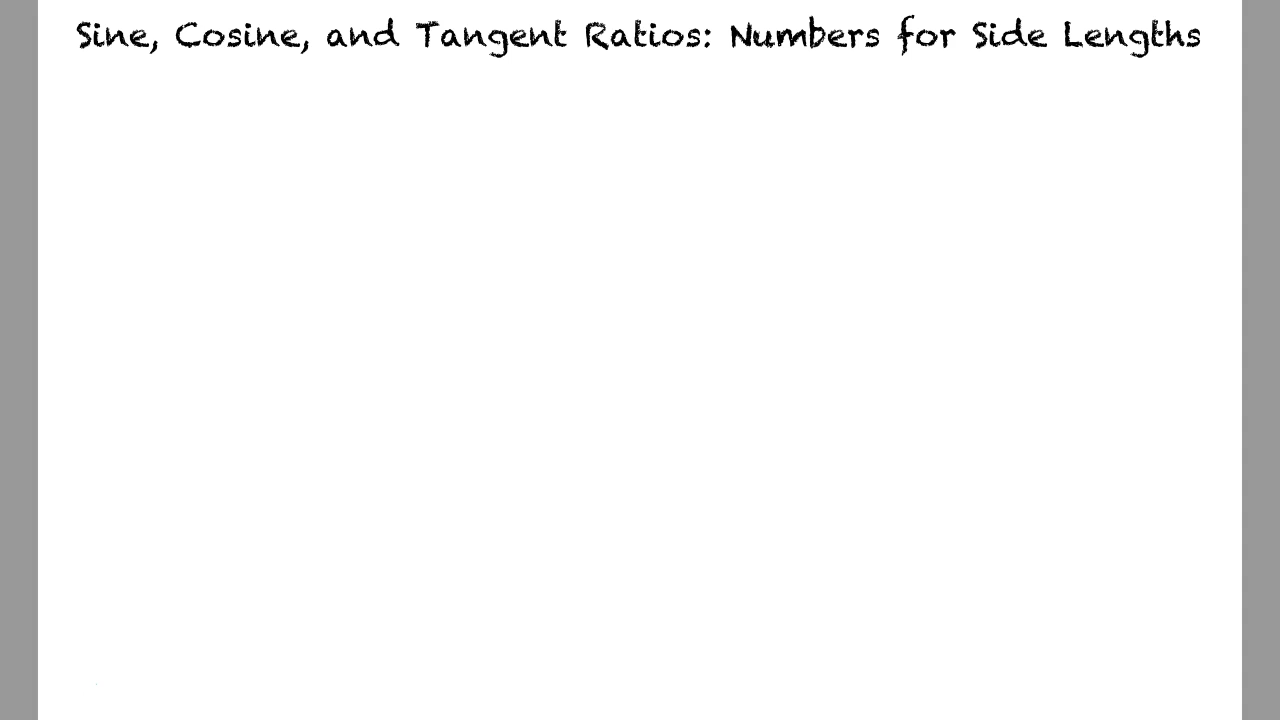 Sine, Cosine, and Tangent Ratios: Numbers for Side Lengths